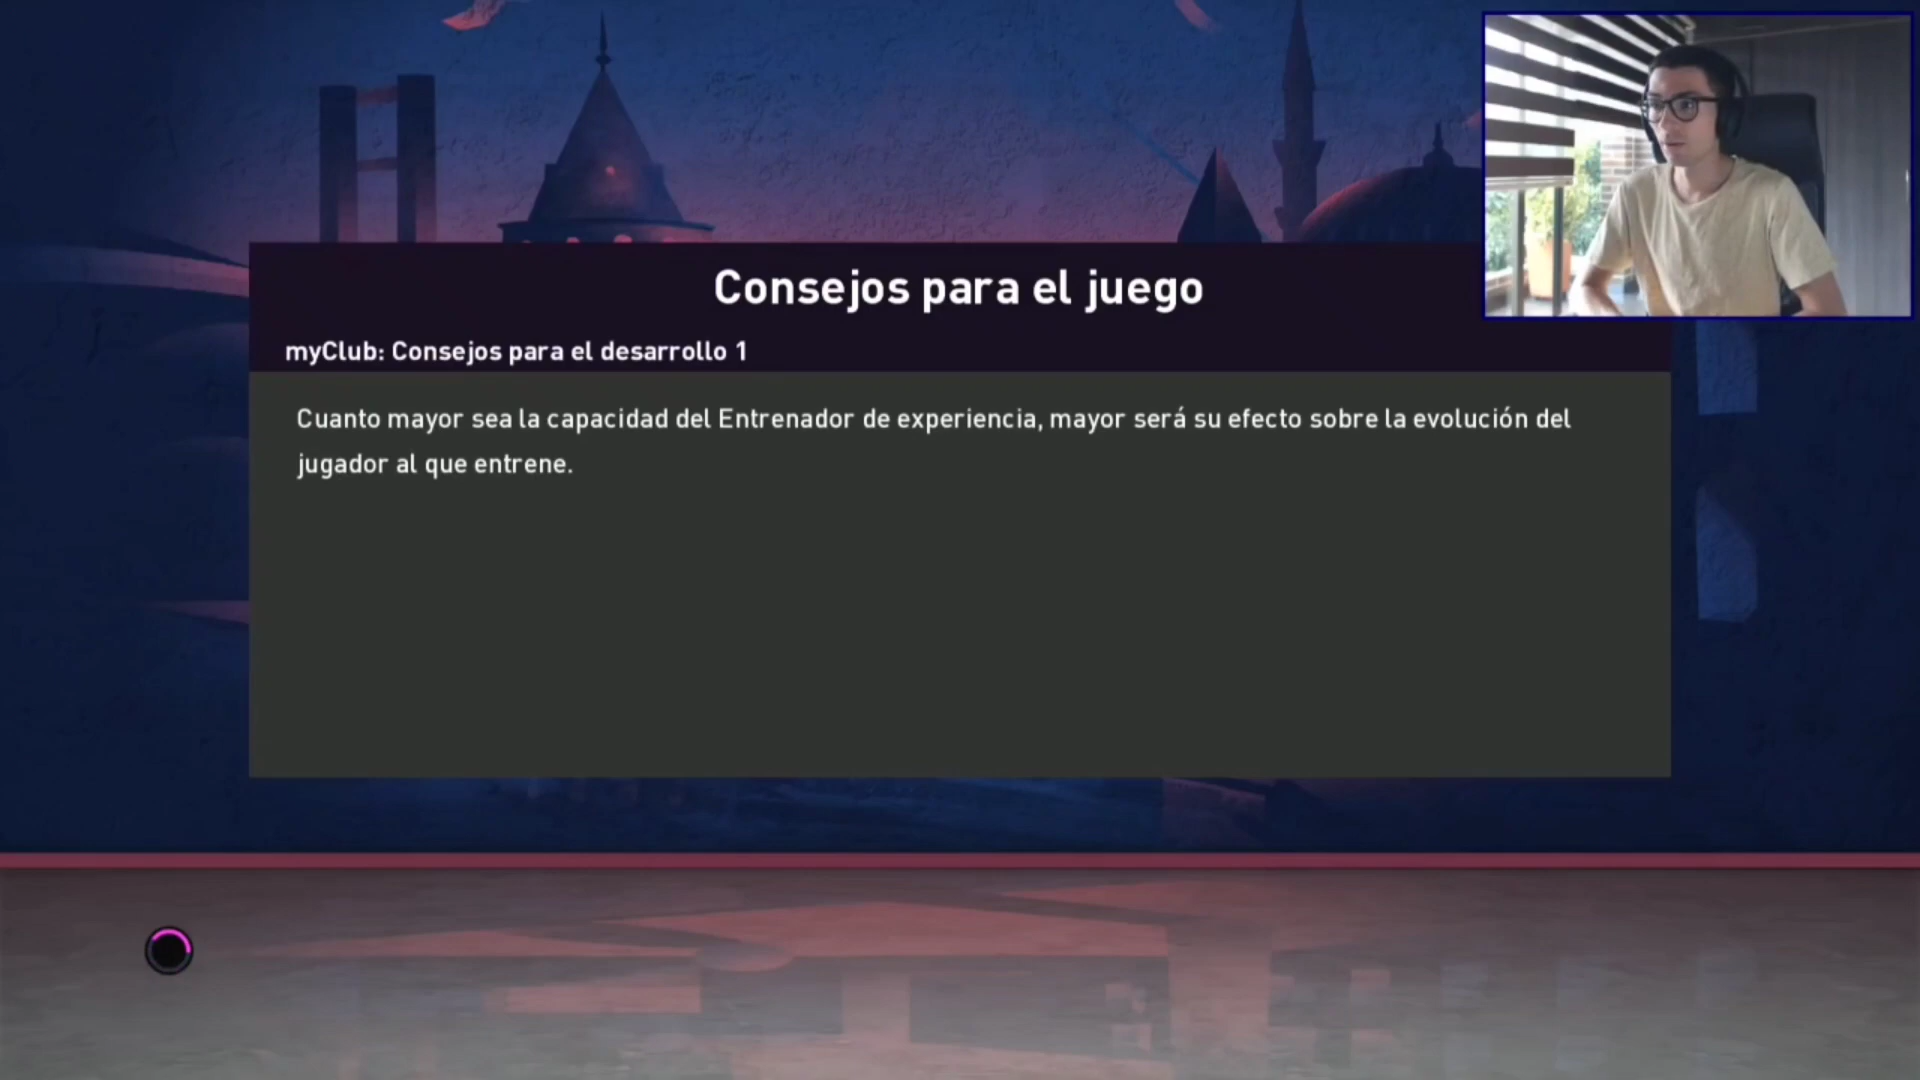 Consejos para el juego
myClub: Consejos para el desarrollo 1
Cuanto mayor sea la capacidad del Entrenador de experiencia, mayor será su efecto sobre la evolución del
jugador al que entrene.